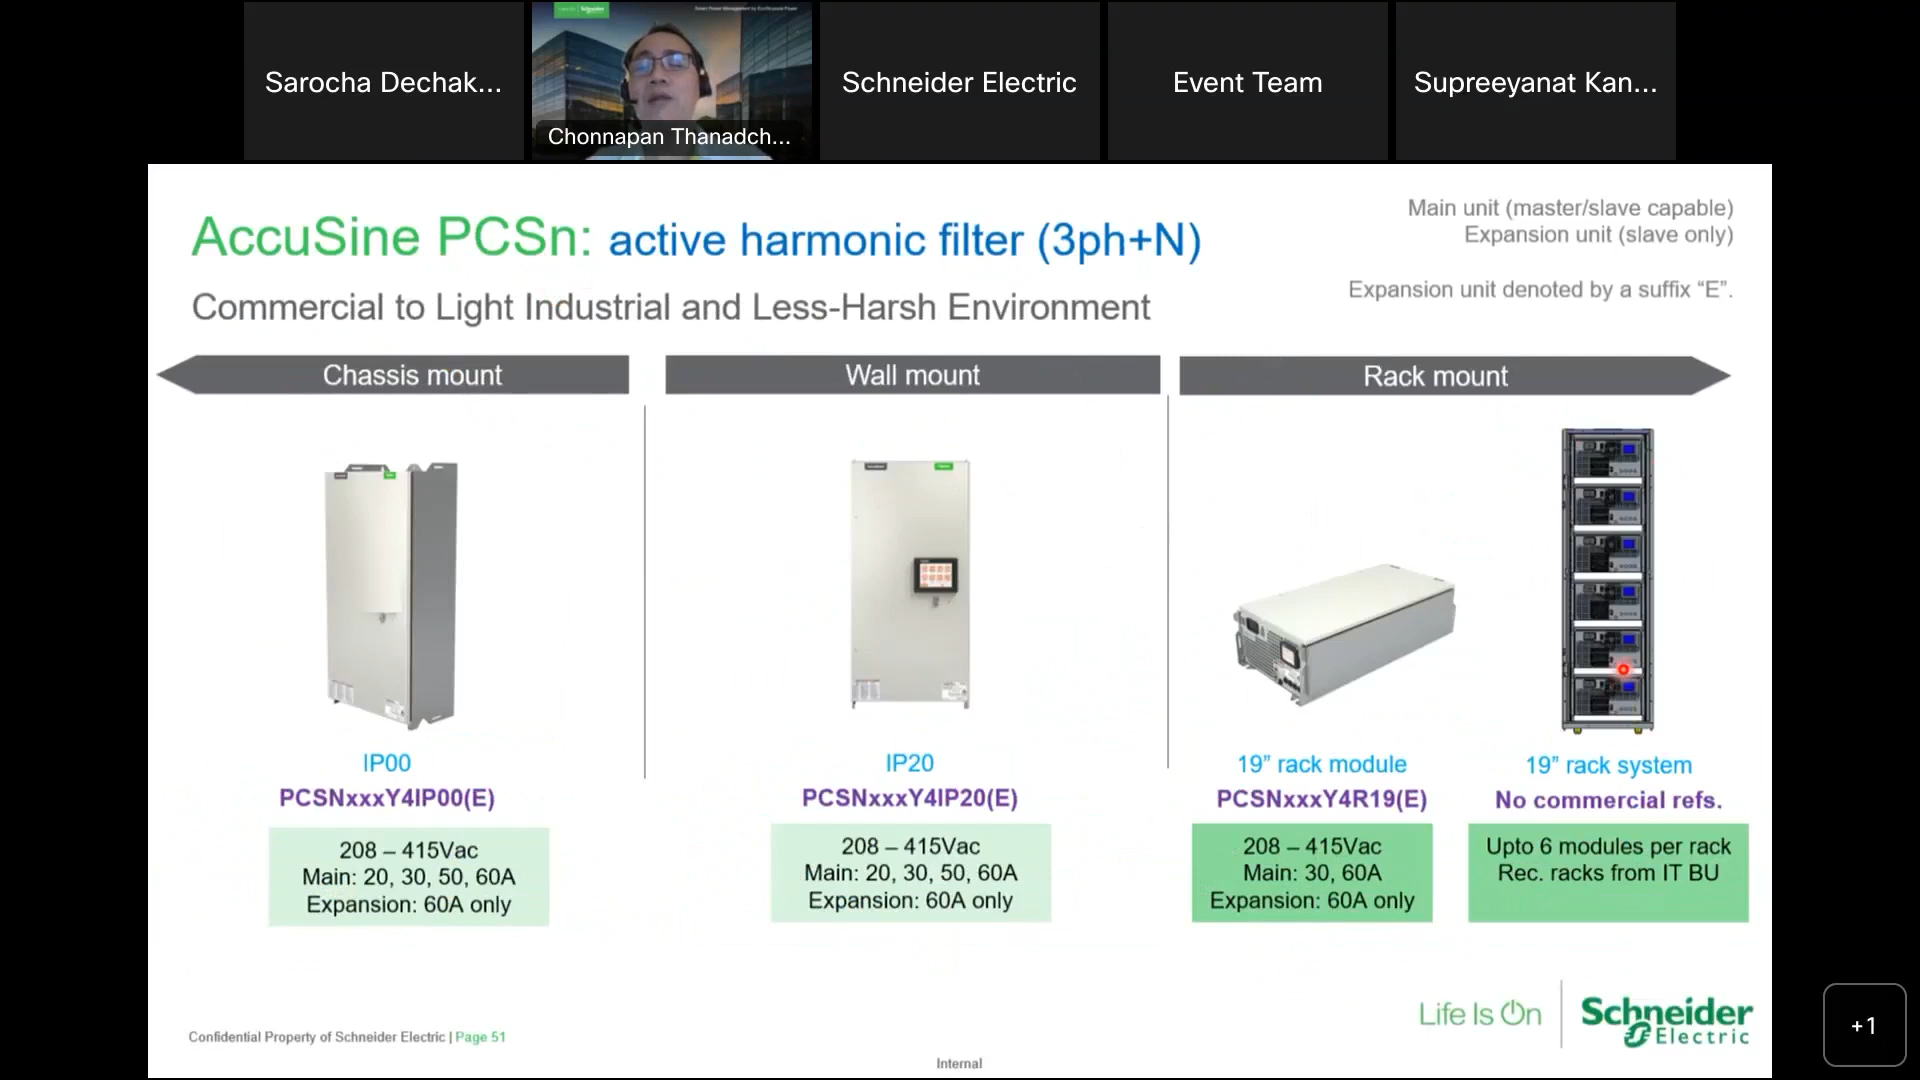 Sarocha Dechak...
Chonnapan Thanadch...
Schneider Electric
Event Team
Supreeyanat Kan...
AccuSine PCSn: active harmonic filter (3ph+N)
Main unit (master/slave capable)
Expansion unit (slave only)
Expansion unit denoted by a suffix “E”.
Commercial to Light Industrial and Less-Harsh Environment
Chassis mount
Wall mount
Rack mount
IP00
PCSNxxxY4IP00(E)
208 – 415Vac
Main: 20, 30, 50, 60A
Expansion: 60A only
IP20
PCSNxxxY4IP20(E)
208 – 415Vac
Main: 20, 30, 50, 60A
Expansion: 60A only
19” rack module
PCSNxxxY4R19(E)
208 – 415Vac
Main: 30, 60A
Expansion: 60A only
19” rack system
No commercial refs.
Upto 6 modules per rack
Rec. racks from IT BU
Confidential Property of Schneider Electric | Page 51
Internal
Life Is On
Schneider
Electric
+1